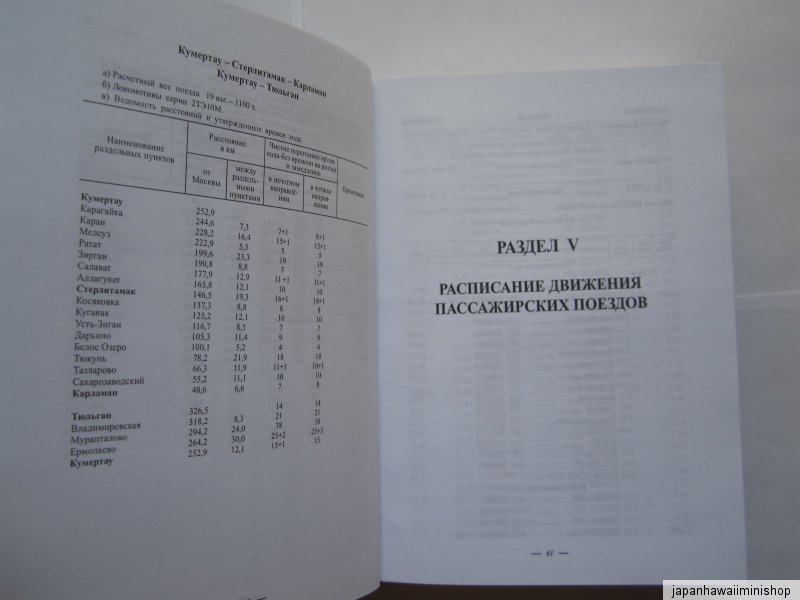 Кумертау – Стерлитамак – Карламан
Кумертау – Тюльган
а) Расчетный вес поезда 19 ваг. – 1100 т.
б) Локомотивы серии 2ТЭ10М.
в) Ведомость расстояний и утвержденных времен хода.
Наименование раздельных пунктов
Расстояние в км
Чистое перегонное время хода без времени на разгон и замедление
Примечание
от Москвы
между раздельными пунктами
в нечетном направлении
в четном направлении
Кумертау 252,9
Карагайка 244,6 7,3 7+1 8+1
Каран 228,2 16,4 15+1 15+1
Мелеуз 222,9 5,3 5 5
Ратат 199,6 23,3 19 19
Зирган 190,8 8,8 7 7
Салават 177,9 12,9 11+1 11+1
Аллагуват 165,8 12,1 10 10
Стерлитамак 146,5 19,3 16+1 16+1
Косяковка 137,3 8,8 8 8
Куганак 125,2 12,1 10 10
Усть-Зиган 116,7 8,5 7 7
Дарьино 105,3 11,4 9 9
Белое Озеро 100,1 5,2 4 4
Тюкунь 78,2 21,9 18 18
Тазларово 66,3 11,9 11+1 10+1
Сахарозаводский 55,2 11,1 10 10
Карламан 48,6 6,6 7 8
Тюльган 326,5 14 14
Владимировская 318,2 8,3 21 21
Мурапталово 294,2 24,0 38 38
Ермолаево 264,2 30,0 25+2 25+3
Кумертау 252,9 12,1 15+1 15
РАЗДЕЛ V
РАСПИСАНИЕ ДВИЖЕНИЯ
ПАССАЖИРСКИХ ПОЕЗДОВ
— 61 —
japanhawaiiminishop